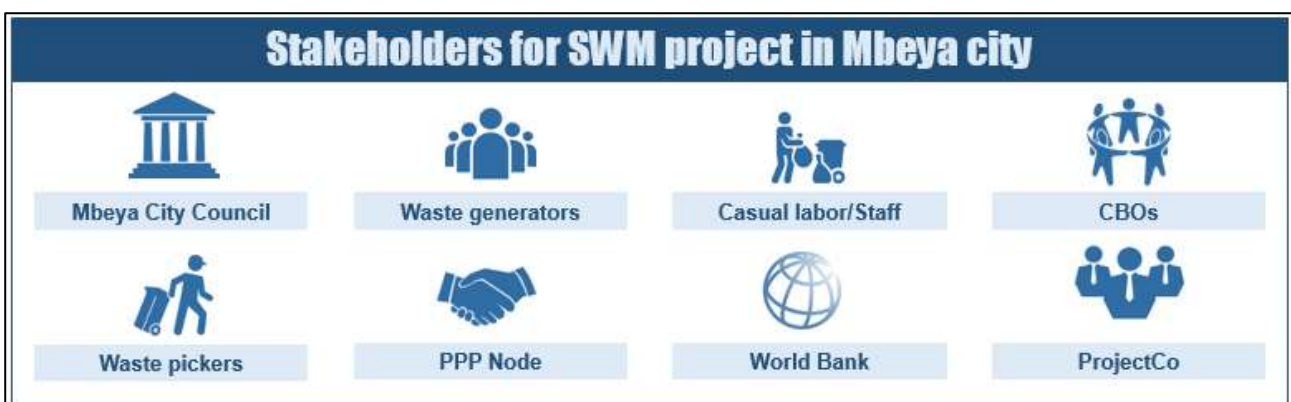 Stakeholders for SWM project in Mbeya city
Mbeya City Council
Waste generators
Casual labor/Staff
CBOs
Waste pickers
PPP Node
World Bank
ProjectCo